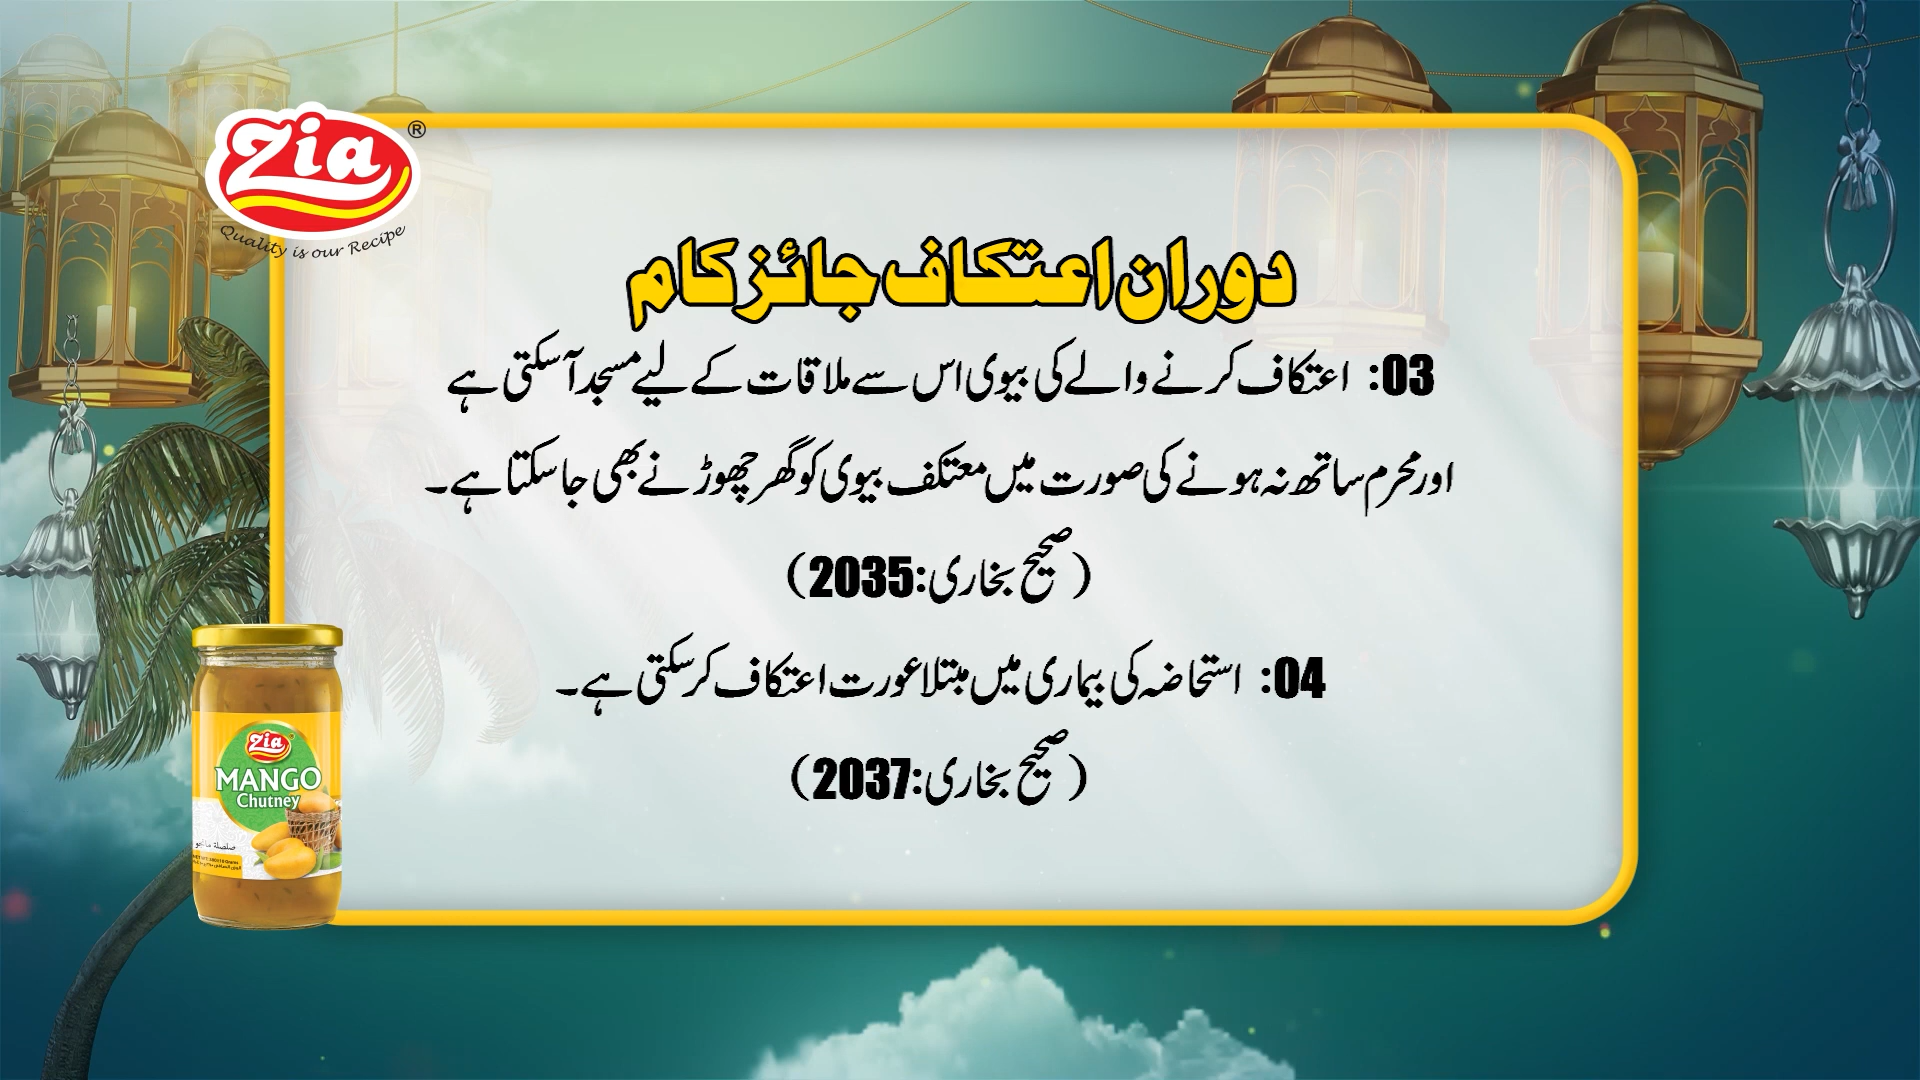 Zia®
Quality is our Recipe
دوران اعتکاف جائز کام
03: اعتکاف کرنے والے کی بیوی اس سے ملاقات کے لیے مسجد آسکتی ہے
اور محرم ساتھ نہ ہونے کی صورت میں معتکف بیوی کو گھر چھوڑنے بھی جا سکتا ہے۔
(صحیح بخاری:2035)
04: استحاضہ کی بیماری میں مبتلا عورت اعتکاف کر سکتی ہے۔
(صحیح بخاری:2037)
Zia
MANGO
Chutney